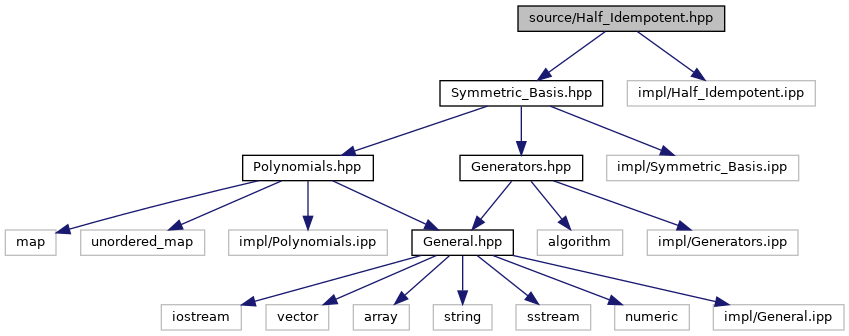 source/Half_Idempotent.hpp
Symmetric_Basis.hpp
impl/Half_Idempotent.ipp
Polynomials.hpp
Generators.hpp
impl/Symmetric_Basis.ipp
map
unordered_map
impl/Polynomials.ipp
General.hpp
algorithm
impl/Generators.ipp
iostream
vector
array
string
sstream
numeric
impl/General.ipp